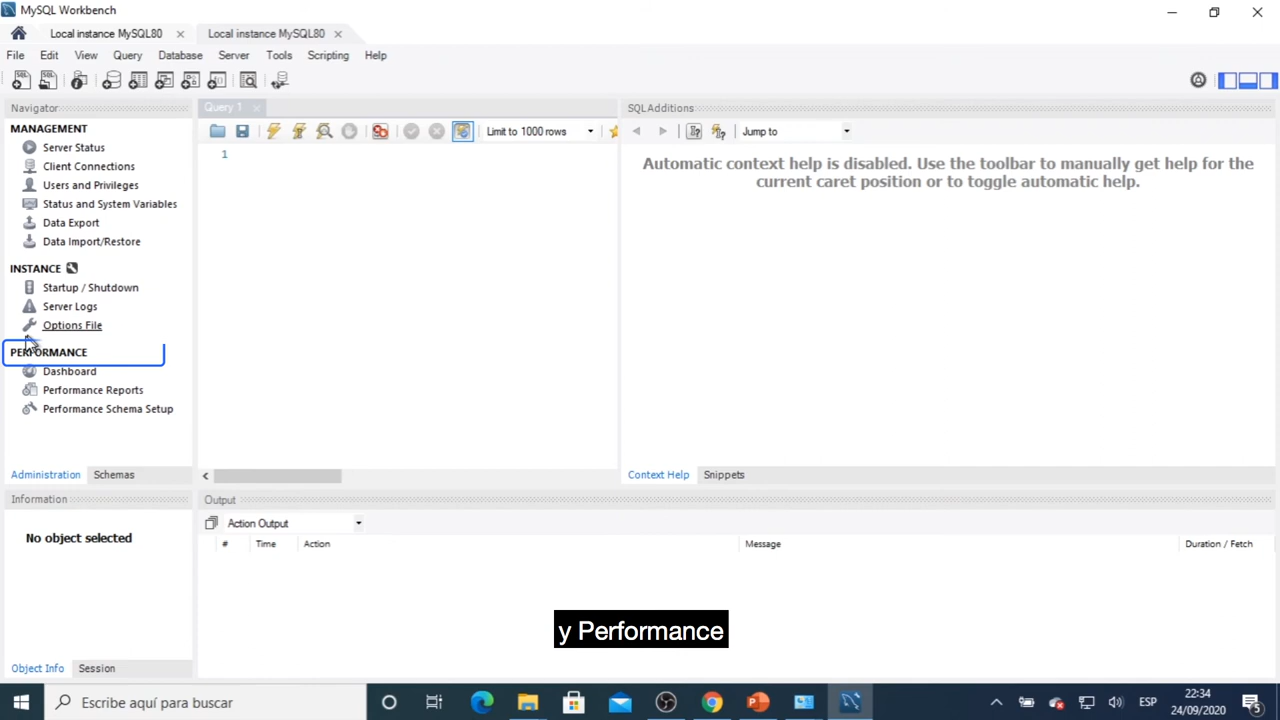 MySQL Workbench
Local instance MySQL80
Local instance MySQL80
File Edit View Query Database Server Tools Scripting Help
Navigator
MANAGEMENT
Server Status
Client Connections
Users and Privileges
Status and System Variables
Data Export
Data Import/Restore
INSTANCE
Startup / Shutdown
Server Logs
Options File
PERFORMANCE
Dashboard
Performance Reports
Performance Schema Setup
Administration Schemas
Query 1
Limit to 1000 rows
1
SQLAdditions
Jump to
Automatic context help is disabled. Use the toolbar to manually get help for the
current caret position or to toggle automatic help.
Context Help Snippets
Information
No object selected
Object Info Session
Output
Action Output
# Time Action Message Duration / Fetch
y Performance
Escribe aquí para buscar
ESP
22:34
24/09/2020
5